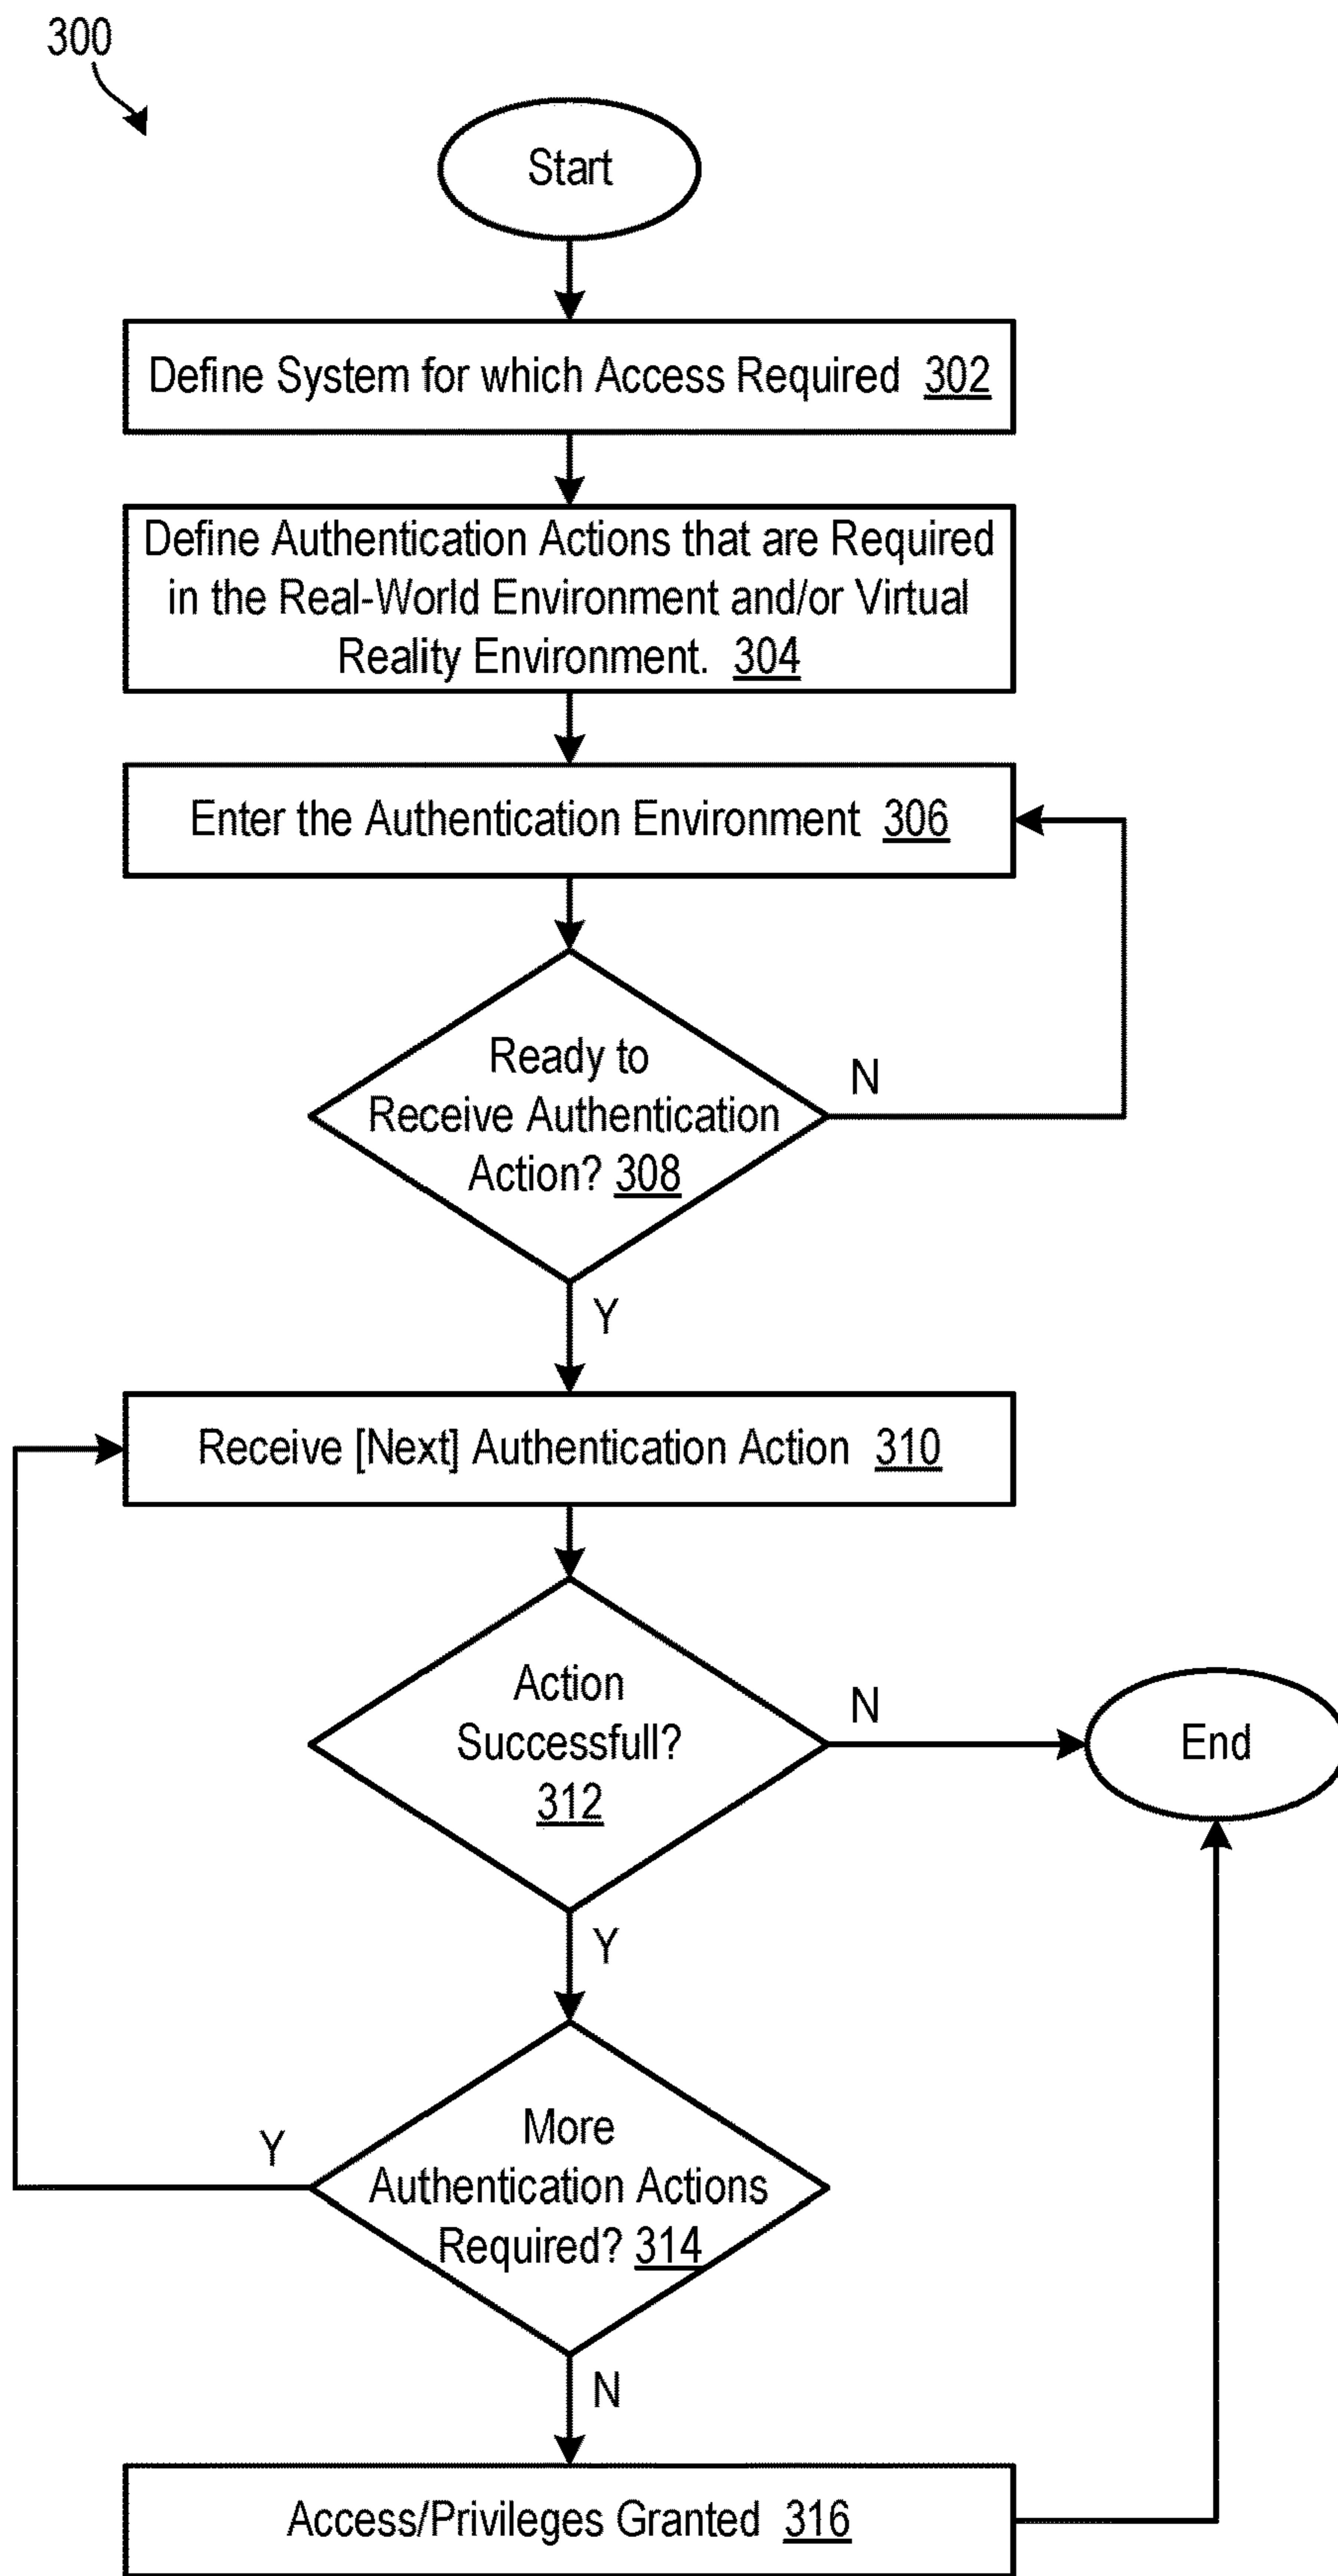 300
Start
Define System for which Access Required 302
Define Authentication Actions that are Required
in the Real-World Environment and/or Virtual
Reality Environment. 304
Enter the Authentication Environment 306
Ready to
Receive Authentication
Action? 308
N
Y
Receive [Next] Authentication Action 310
Action
Successfull?
312
N
End
Y
More
Authentication Actions
Required? 314
Y
N
Access/Privileges Granted 316